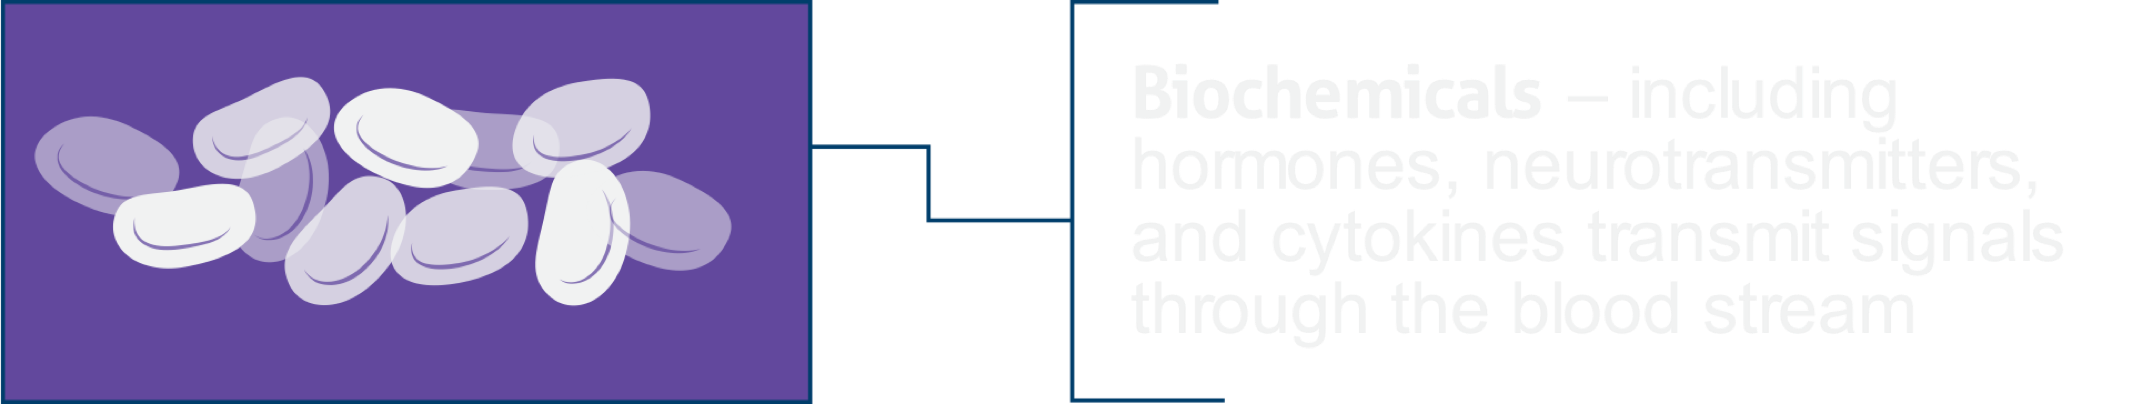 Biochemicals – including
hormones, neurotransmitters,
and cytokines transmit signals
through the blood stream